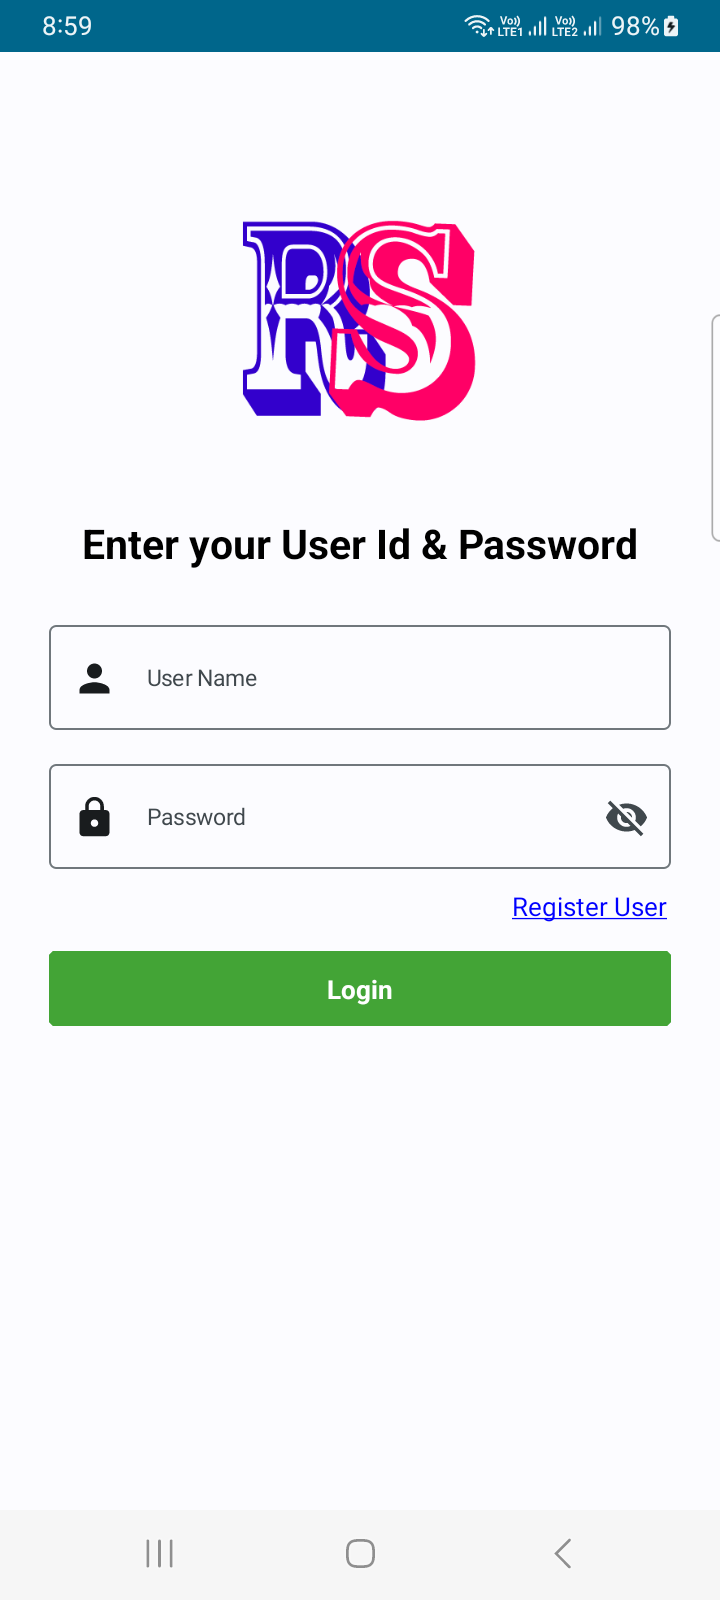 8:59
Vo)) LTE1 Vo)) LTE2 98%
RS
Enter your User Id & Password
User Name
Password
Register User
Login